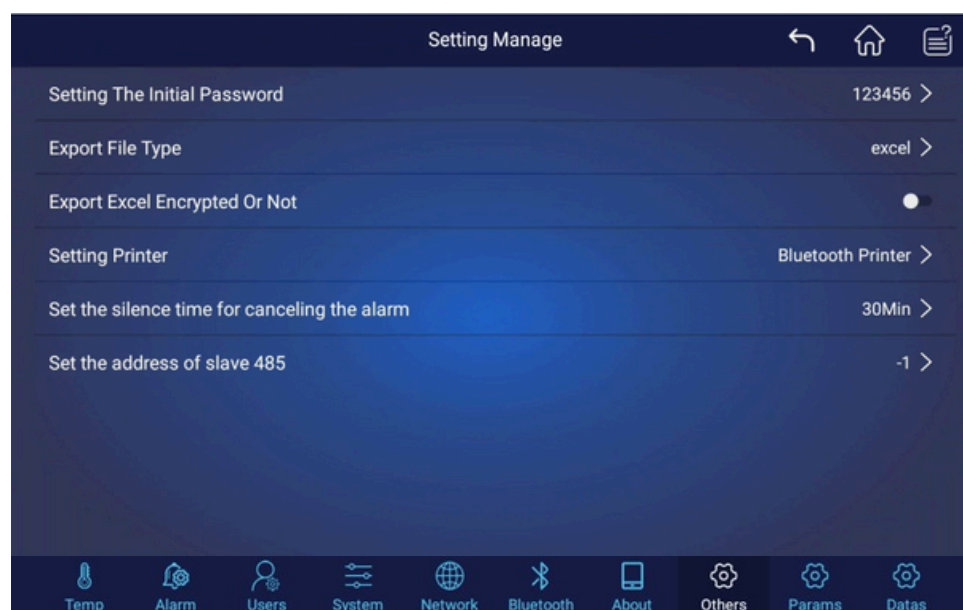 Setting Manage
Setting The Initial Password 123456
Export File Type excel
Export Excel Encrypted Or Not
Setting Printer Bluetooth Printer
Set the silence time for canceling the alarm 30Min
Set the address of slave 485 -1
Temp Alarm Users System Network Bluetooth About Others Params Datas